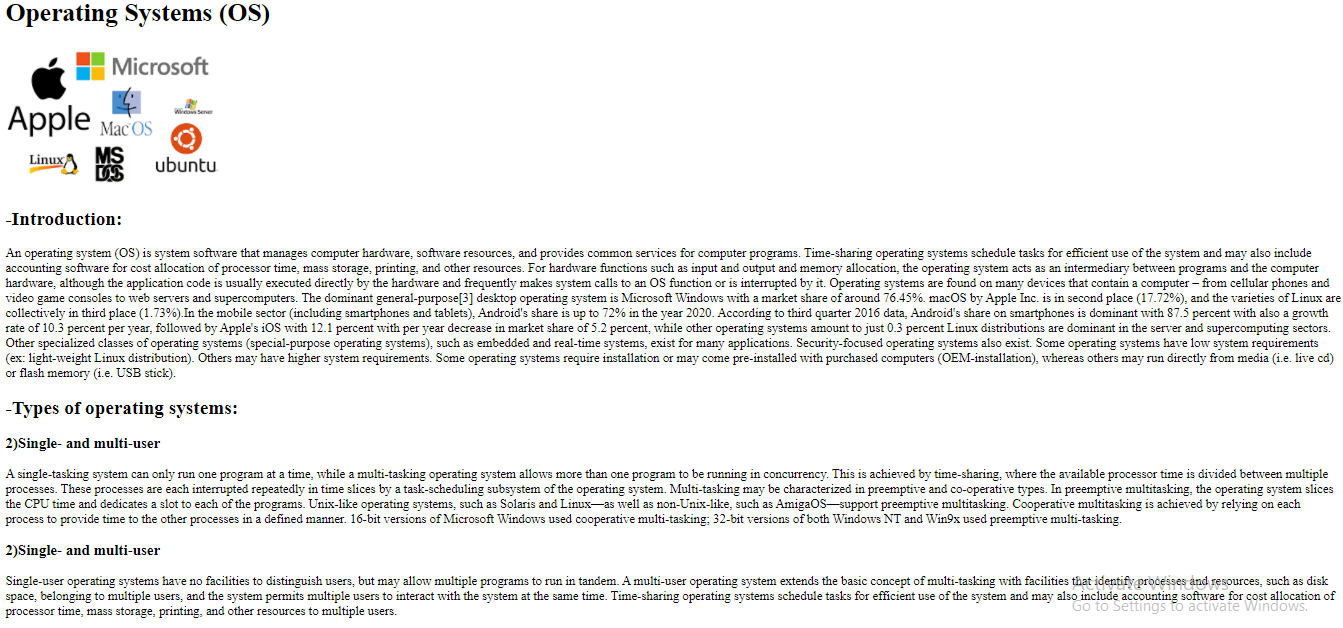 Operating Systems (OS)
Microsoft
Apple
Mac OS
Windows Server
Linux
MS
DOS
ubuntu
-Introduction:
An operating system (OS) is system software that manages computer hardware, software resources, and provides common services for computer programs. Time-sharing operating systems schedule tasks for efficient use of the system and may also include
accounting software for cost allocation of processor time, mass storage, printing, and other resources. For hardware functions such as input and output and memory allocation, the operating system acts as an intermediary between programs and the computer
hardware, although the application code is usually executed directly by the hardware and frequently makes system calls to an OS function or is interrupted by it. Operating systems are found on many devices that contain a computer – from cellular phones and
video game consoles to web servers and supercomputers. The dominant general-purpose[3] desktop operating system is Microsoft Windows with a market share of around 76.45%. macOS by Apple Inc. is in second place (17.72%), and the varieties of Linux are
collectively in third place (1.73%).In the mobile sector (including smartphones and tablets), Android's share is up to 72% in the year 2020. According to third quarter 2016 data, Android's share on smartphones is dominant with 87.5 percent with also a growth
rate of 10.3 percent per year, followed by Apple's iOS with 12.1 percent with per year decrease in market share of 5.2 percent, while other operating systems amount to just 0.3 percent Linux distributions are dominant in the server and supercomputing sectors.
Other specialized classes of operating systems (special-purpose operating systems), such as embedded and real-time systems, exist for many applications. Security-focused operating systems also exist. Some operating systems have low system requirements
(ex: light-weight Linux distribution). Others may have higher system requirements. Some operating systems require installation or may come pre-installed with purchased computers (OEM-installation), whereas others may run directly from media (i.e. live cd)
or flash memory (i.e. USB stick).
-Types of operating systems:
2)Single- and multi-user
A single-tasking system can only run one program at a time, while a multi-tasking operating system allows more than one program to be running in concurrency. This is achieved by time-sharing, where the available processor time is divided between multiple
processes. These processes are each interrupted repeatedly in time slices by a task-scheduling subsystem of the operating system. Multi-tasking may be characterized in preemptive and co-operative types. In preemptive multitasking, the operating system slices
the CPU time and dedicates a slot to each of the programs. Unix-like operating systems, such as Solaris and Linux—as well as non-Unix-like, such as AmigaOS—support preemptive multitasking. Cooperative multitasking is achieved by relying on each
process to provide time to the other processes in a defined manner. 16-bit versions of Microsoft Windows used cooperative multi-tasking; 32-bit versions of both Windows NT and Win9x used preemptive multi-tasking.
2)Single- and multi-user
Single-user operating systems have no facilities to distinguish users, but may allow multiple programs to run in tandem. A multi-user operating system extends the basic concept of multi-tasking with facilities that identify processes and resources, such as disk
space, belonging to multiple users, and the system permits multiple users to interact with the system at the same time. Time-sharing operating systems schedule tasks for efficient use of the system and may also include accounting software for cost allocation of
processor time, mass storage, printing, and other resources to multiple users.
Activate Windows
Go to Settings to activate Windows.